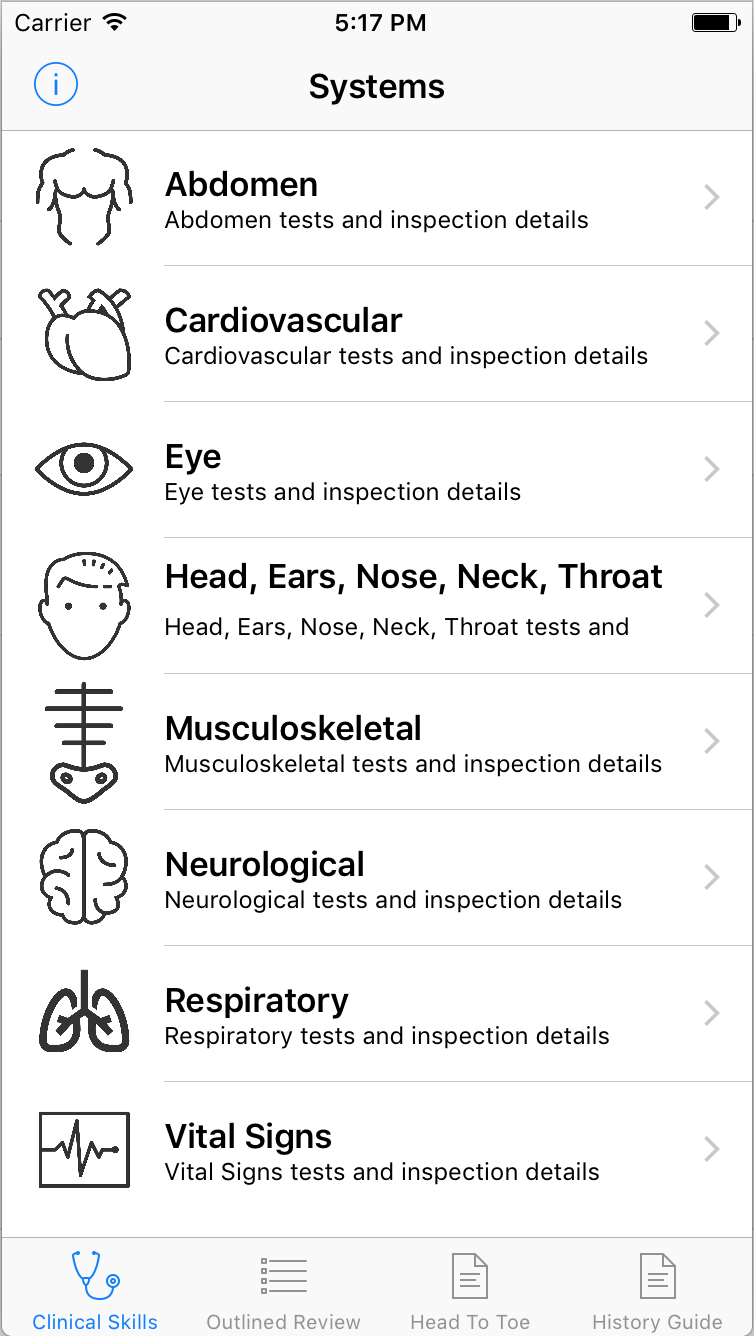 Carrier 5:17 PM
Systems
Abdomen
Abdomen tests and inspection details
Cardiovascular
Cardiovascular tests and inspection details
Eye
Eye tests and inspection details
Head, Ears, Nose, Neck, Throat
Head, Ears, Nose, Neck, Throat tests and
Musculoskeletal
Musculoskeletal tests and inspection details
Neurological
Neurological tests and inspection details
Respiratory
Respiratory tests and inspection details
Vital Signs
Vital Signs tests and inspection details
Clinical Skills Outlined Review Head To Toe History Guide